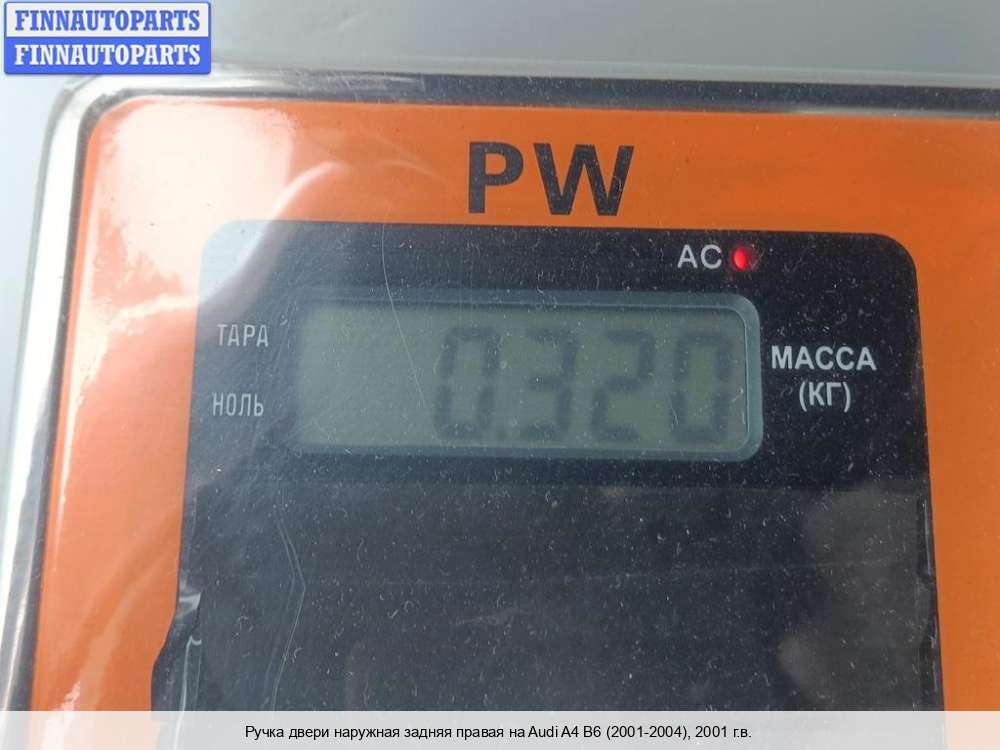 FINNAUTOPARTS
FINNAUTOPARTS
PW
AC
ТАРА
0.320
МАССА
(КГ)
НОЛЬ
Ручка двери наружная задняя правая на Audi A4 B6 (2001-2004), 2001 г.в.